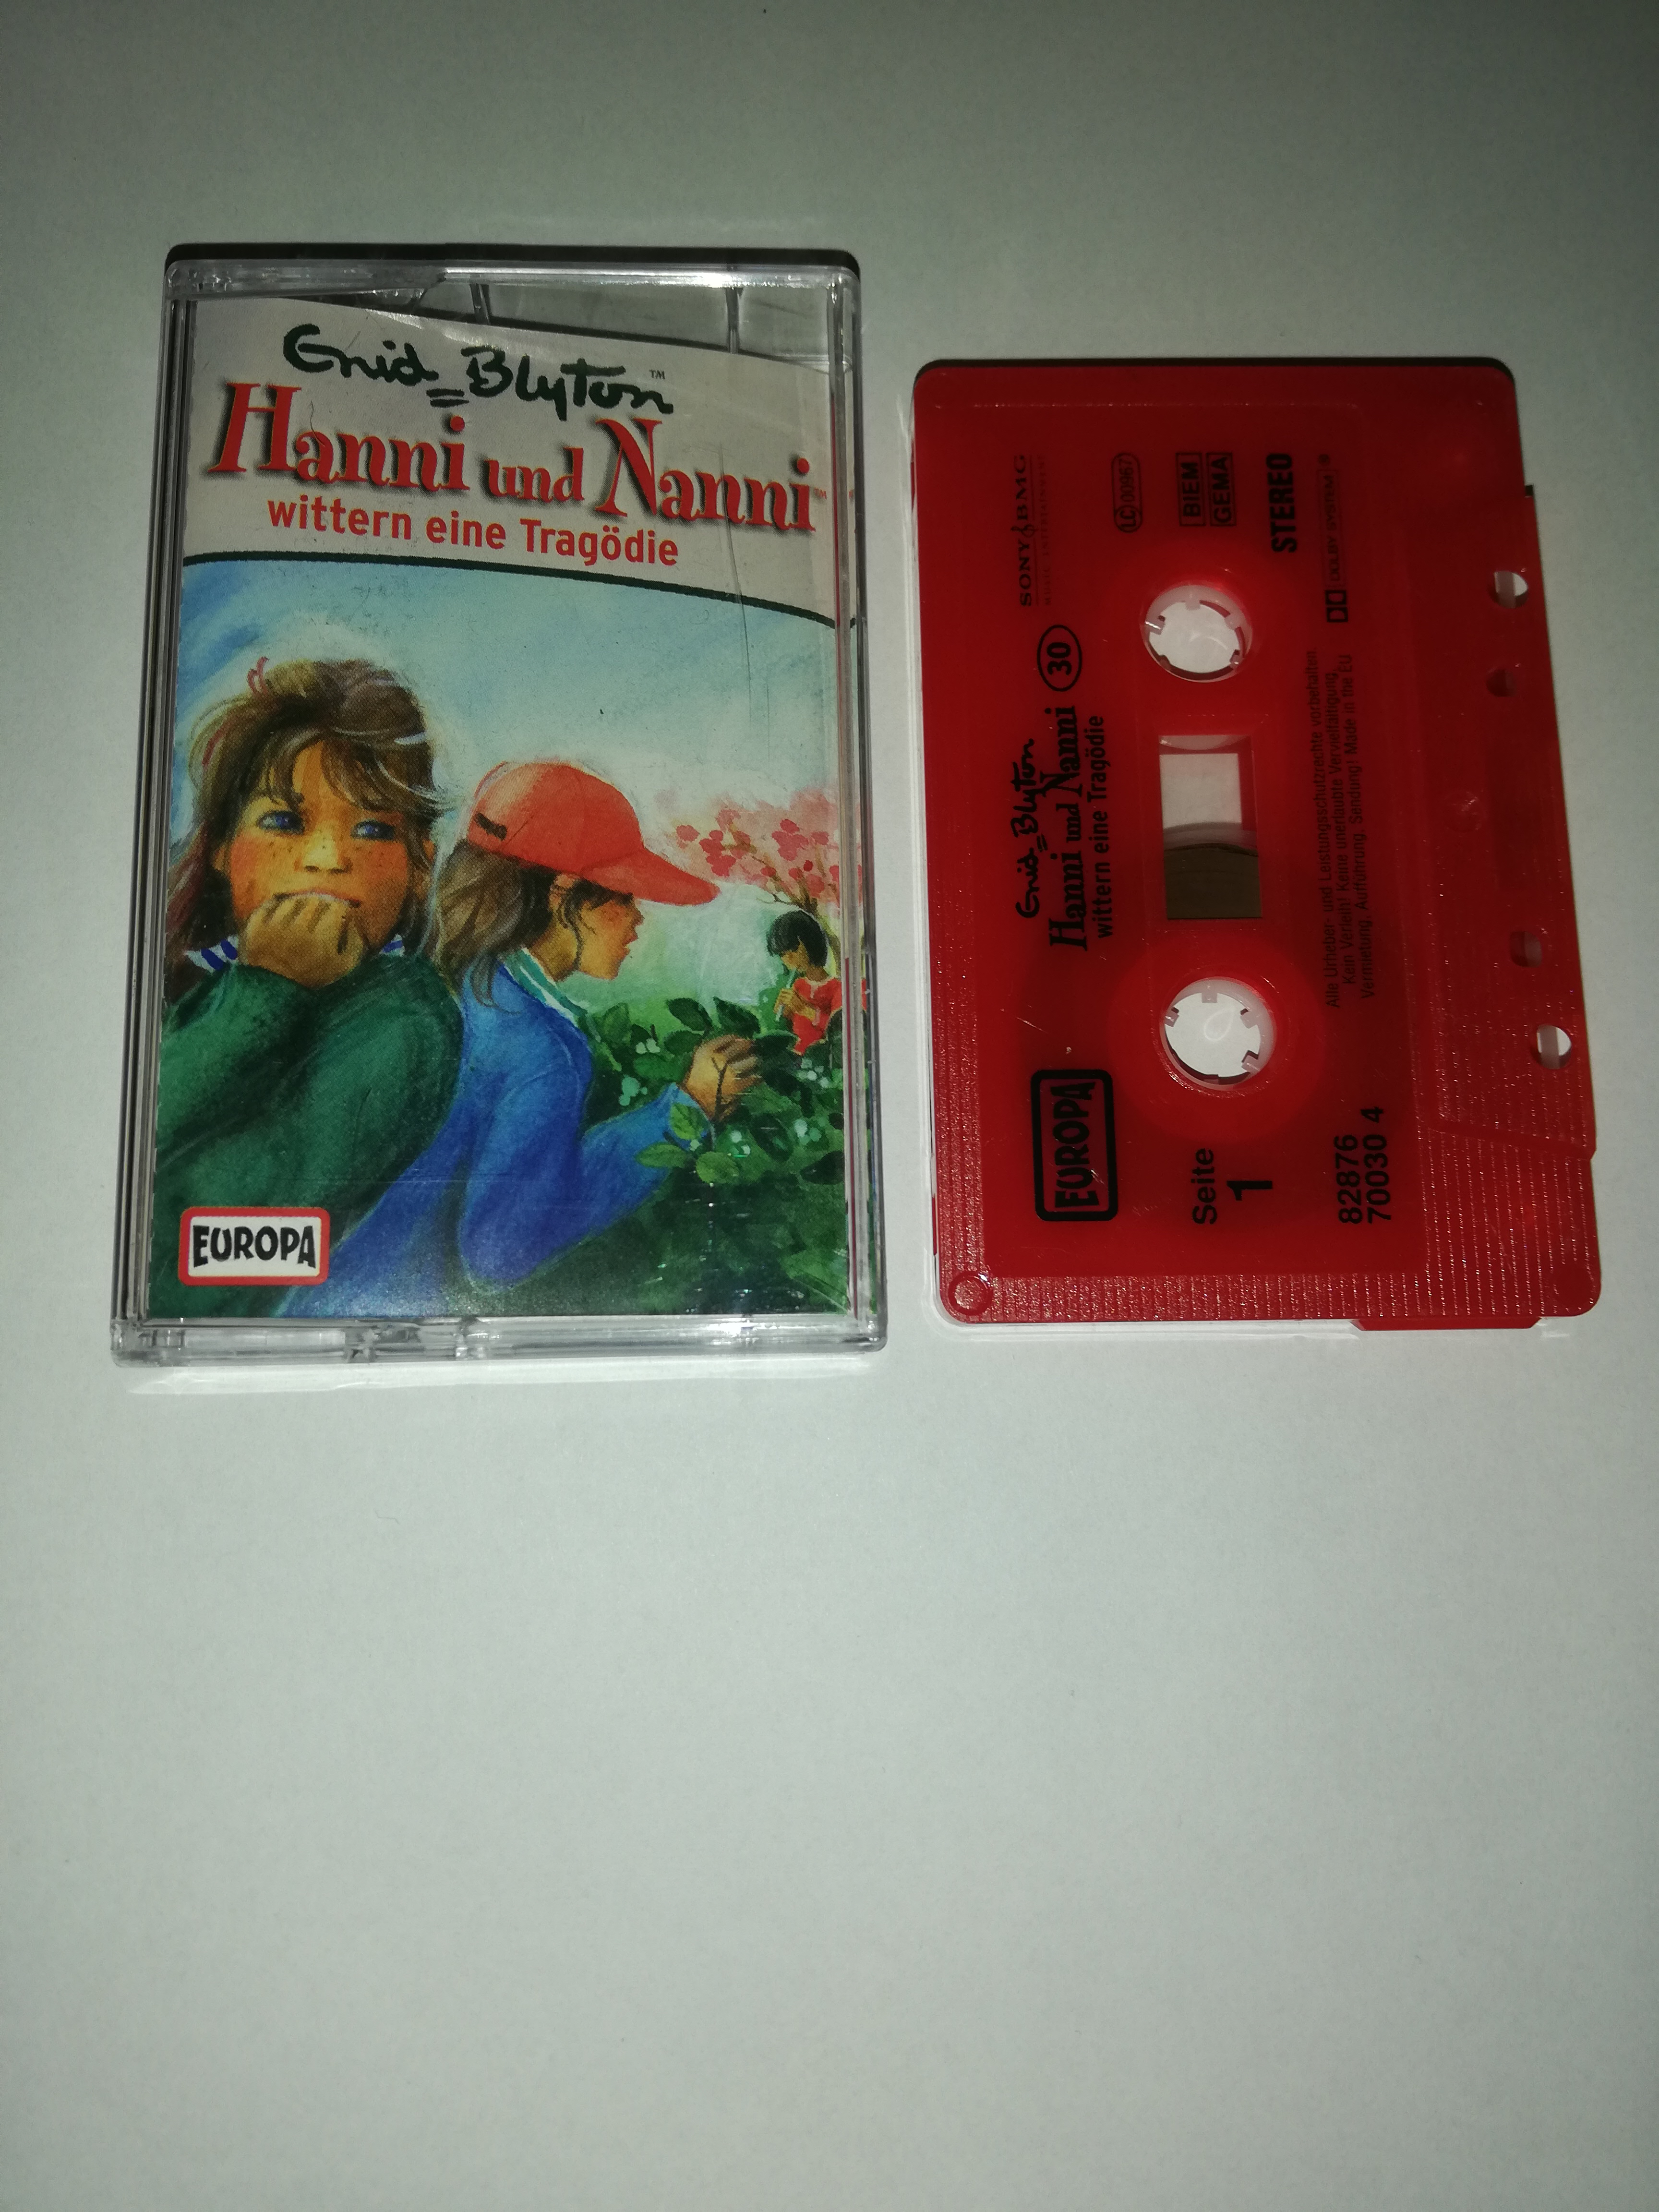 Enid Blyton™
Hanni und Nanni™
wittern eine Tragödie
EUROPA
SONY BMG
MUSIC ENTERTAINMENT
LC 00967
BIEM
GEMA
STEREO
DOLBY SYSTEM ®
Enid Blyton
Hanni und Nanni 30
wittern eine Tragödie
Alle Urheber- und Leistungsschutzrechte vorbehalten.
Kein Verleih! Keine unerlaubte Vervielfältigung,
Vermietung, Aufführung, Sendung! Made in the EU
EUROPA
Seite
1
82876
70030 4